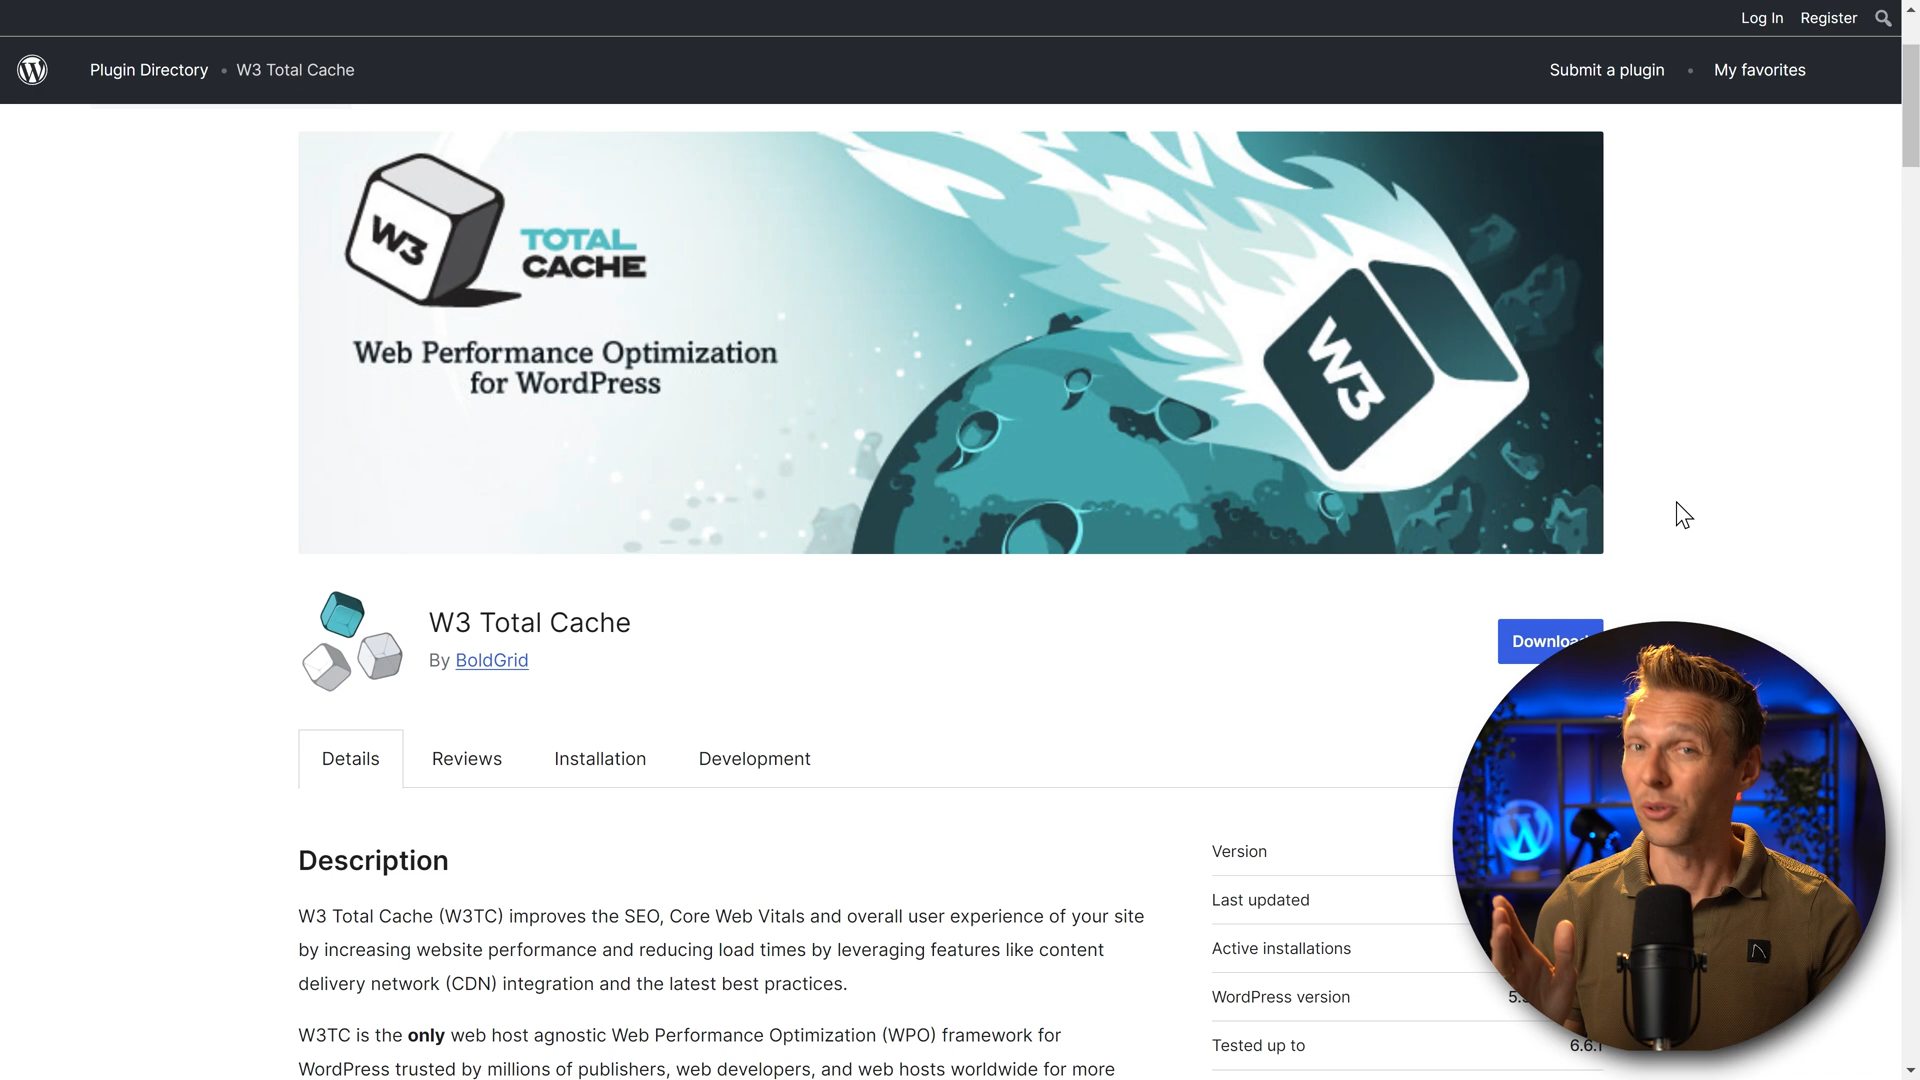 Log In Register
Plugin Directory • W3 Total Cache
Submit a plugin • My favorites
W3
TOTAL
CACHE
Web Performance Optimization
for WordPress
W3
W3 Total Cache
By BoldGrid
Download
Details Reviews Installation Development
Description
W3 Total Cache (W3TC) improves the SEO, Core Web Vitals and overall user experience of your site
by increasing website performance and reducing load times by leveraging features like content
delivery network (CDN) integration and the latest best practices.
W3TC is the only web host agnostic Web Performance Optimization (WPO) framework for
WordPress trusted by millions of publishers, web developers, and web hosts worldwide for more
Version
Last updated
Active installations
WordPress version
Tested up to 6.6.1